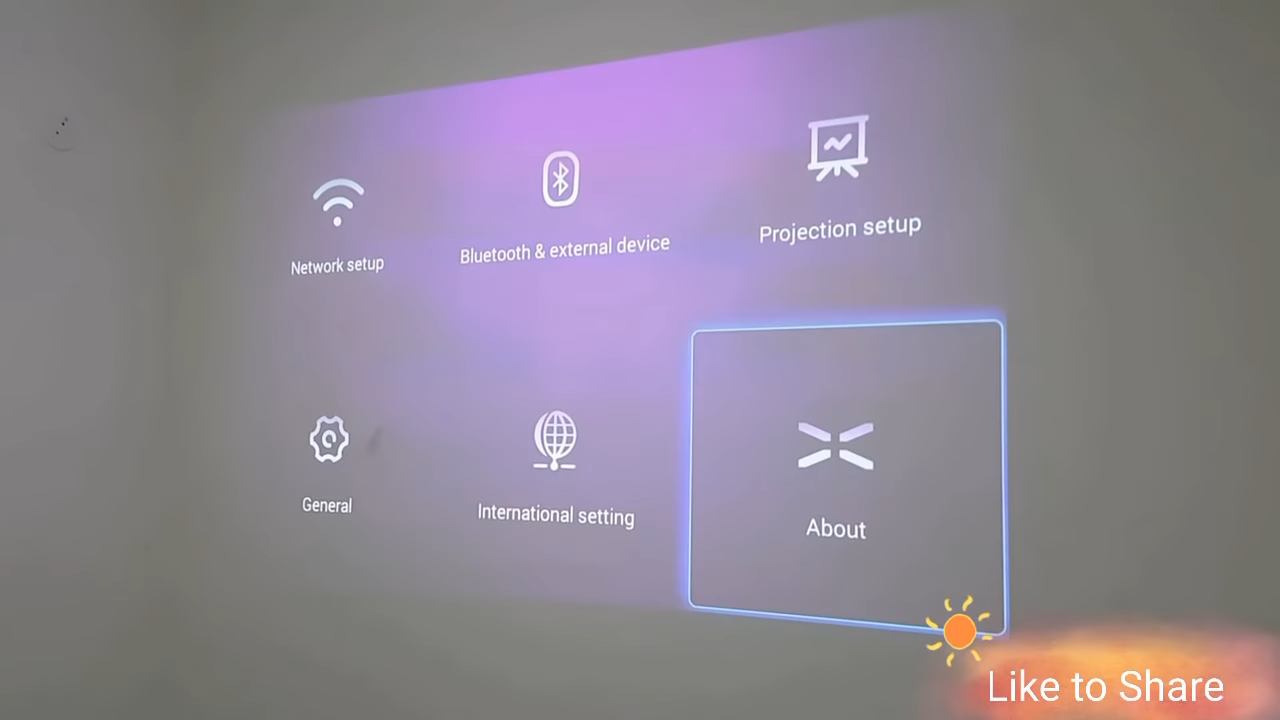 Network setup
Bluetooth & external device
Projection setup
General
International setting
About
Like to Share